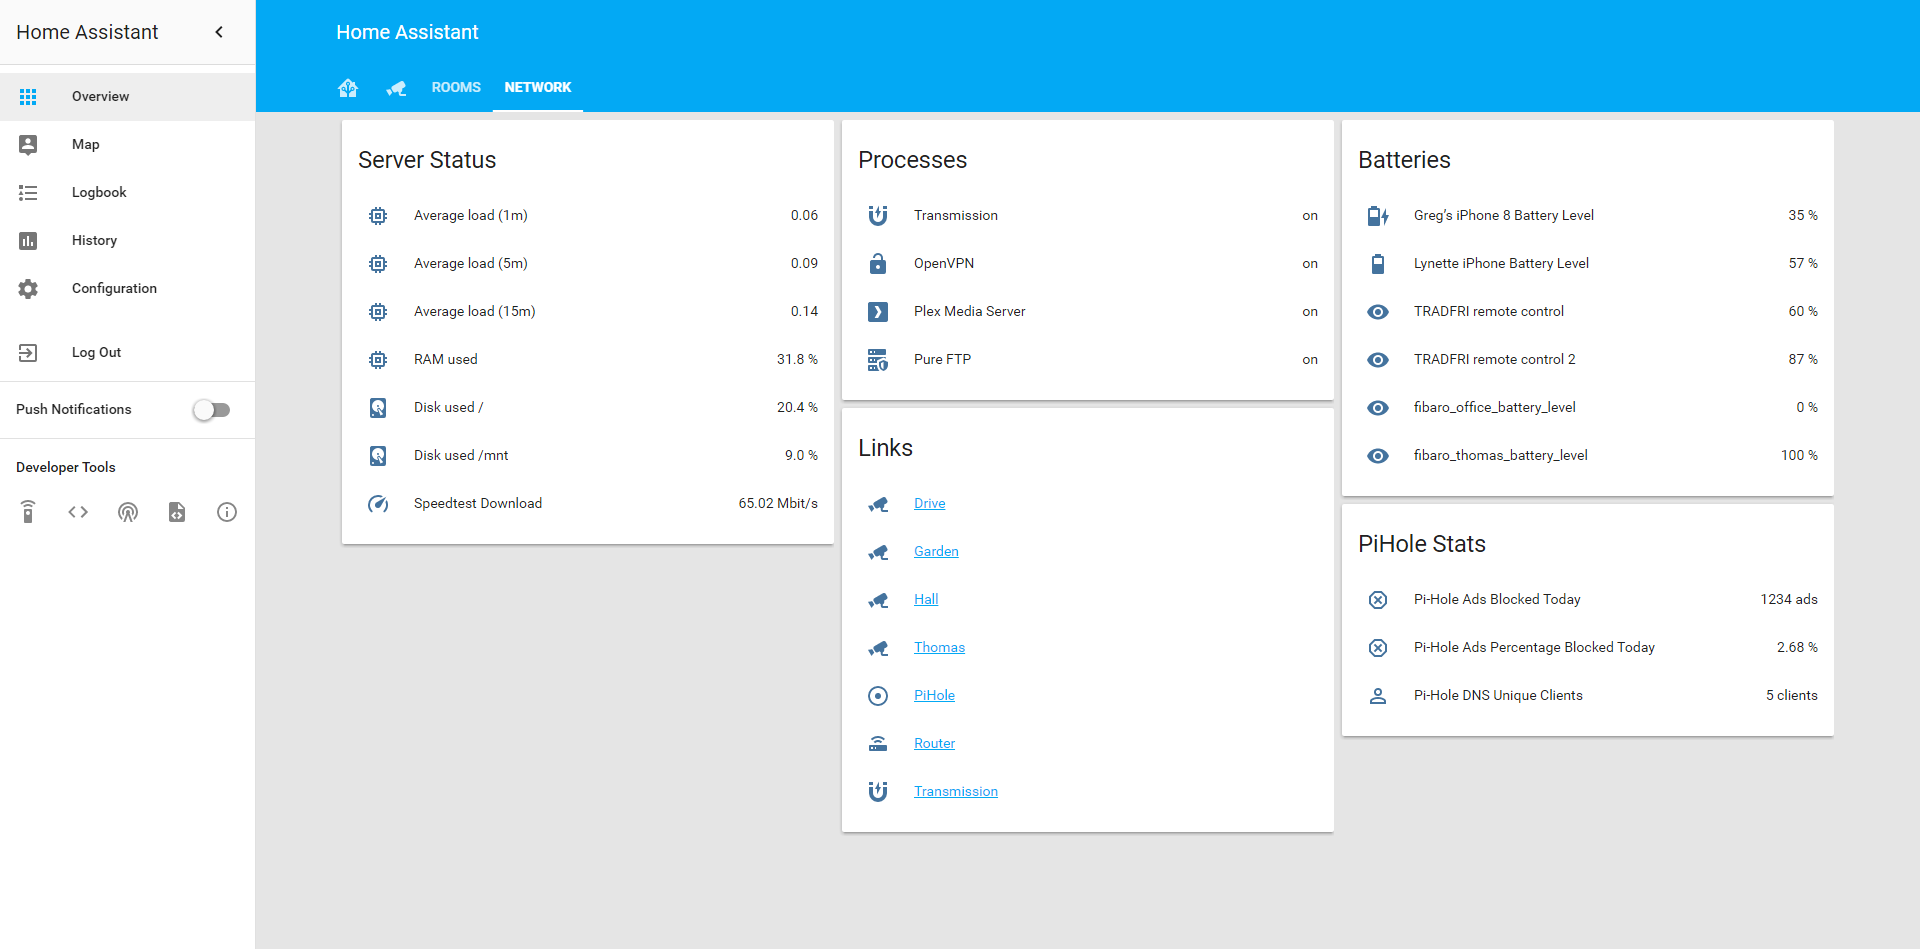 Home Assistant
Overview
Map
Logbook
History
Configuration
Log Out
Push Notifications
Developer Tools
Home Assistant
ROOMS NETWORK
Server Status
Average load (1m) 0.06
Average load (5m) 0.09
Average load (15m) 0.14
RAM used 31.8 %
Disk used / 20.4 %
Disk used /mnt 9.0 %
Speedtest Download 65.02 Mbit/s
Processes
Transmission on
OpenVPN on
Plex Media Server on
Pure FTP on
Links
Drive
Garden
Hall
Thomas
PiHole
Router
Transmission
Batteries
Greg’s iPhone 8 Battery Level 35 %
Lynette iPhone Battery Level 57 %
TRADFRI remote control 60 %
TRADFRI remote control 2 87 %
fibaro_office_battery_level 0 %
fibaro_thomas_battery_level 100 %
PiHole Stats
Pi-Hole Ads Blocked Today 1234 ads
Pi-Hole Ads Percentage Blocked Today 2.68 %
Pi-Hole DNS Unique Clients 5 clients